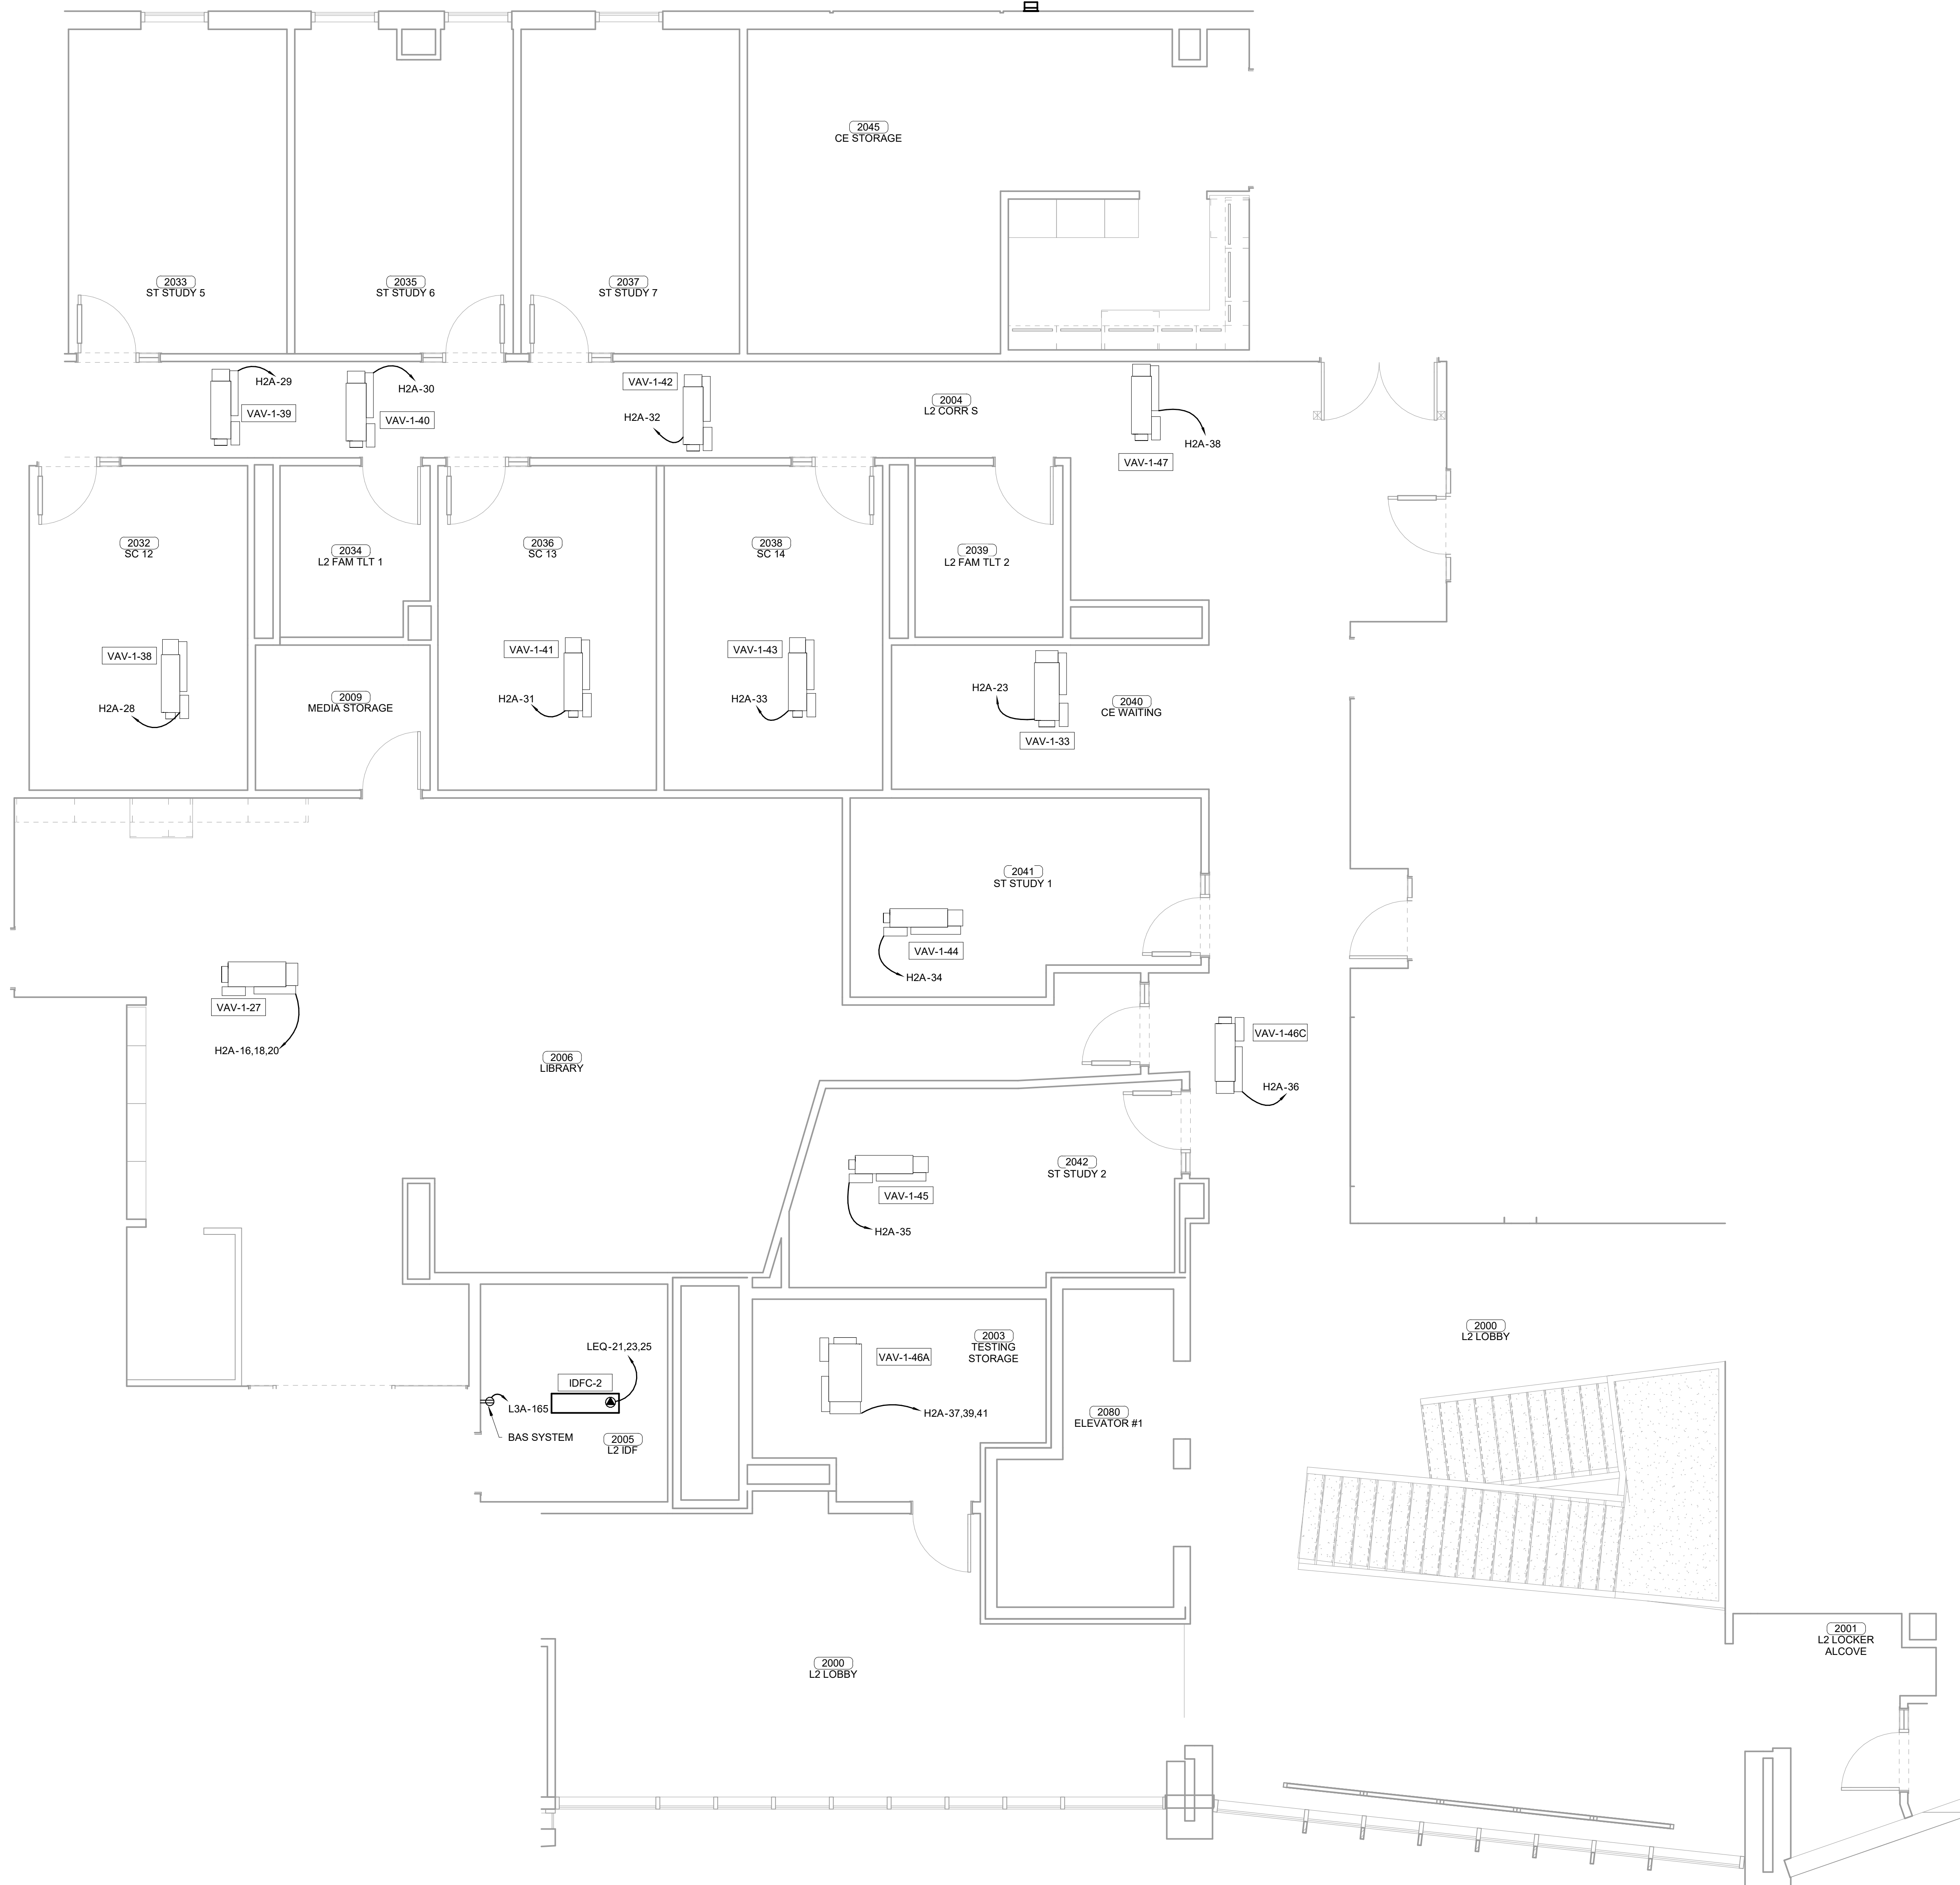 2045
CE STORAGE
2033
ST STUDY 5
2035
ST STUDY 6
2037
ST STUDY 7
H2A-29
VAV-1-39
H2A-30
VAV-1-40
VAV-1-42
H2A-32
2004
L2 CORR S
H2A-38
VAV-1-47
2032
SC 12
2034
L2 FAM TLT 1
2036
SC 13
2038
SC 14
2039
L2 FAM TLT 2
VAV-1-38
H2A-28
2009
MEDIA STORAGE
VAV-1-41
H2A-31
VAV-1-43
H2A-33
H2A-23
VAV-1-33
2040
CE WAITING
2041
ST STUDY 1
VAV-1-44
H2A-34
VAV-1-27
H2A-16,18,20
2006
LIBRARY
VAV-1-46C
H2A-36
2042
ST STUDY 2
VAV-1-45
H2A-35
2000
L2 LOBBY
LEQ-21,23,25
IDFC-2
L3A-165
BAS SYSTEM
2005
L2 IDF
VAV-1-46A
2003
TESTING
STORAGE
H2A-37,39,41
2080
ELEVATOR #1
2001
L2 LOCKER
ALCOVE
2000
L2 LOBBY